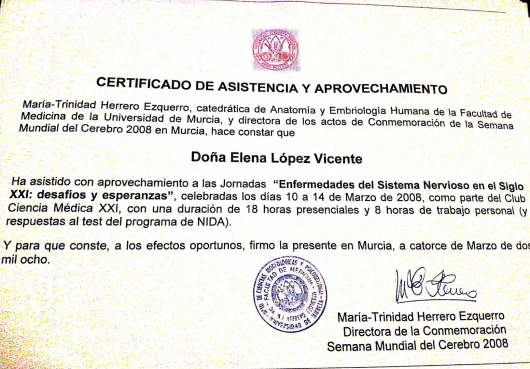 CERTIFICADO DE ASISTENCIA Y APROVECHAMIENTO
María-Trinidad Herrero Ezquerro, catedrática de Anatomía y Embriología Humana de la Facultad de
Medicina de la Universidad de Murcia, y directora de los actos de Conmemoración de la Semana
Mundial del Cerebro 2008 en Murcia, hace constar que
Doña Elena López Vicente
Ha asistido con aprovechamiento a las Jornadas “Enfermedades del Sistema Nervioso en el Siglo
XXI: desafíos y esperanzas”, celebradas los días 10 a 14 de Marzo de 2008, como parte del Club
Ciencia Médica XXI, con una duración de 18 horas presenciales y 8 horas de trabajo personal (y
respuestas al test del programa de NIDA).
Y para que conste, a los efectos oportunos, firmo la presente en Murcia, a catorce de Marzo de dos
mil ocho.
FACULTAD DE MEDICINA
UNIVERSIDAD DE MURCIA
María-Trinidad Herrero Ezquerro
Directora de la Conmemoración
Semana Mundial del Cerebro 2008